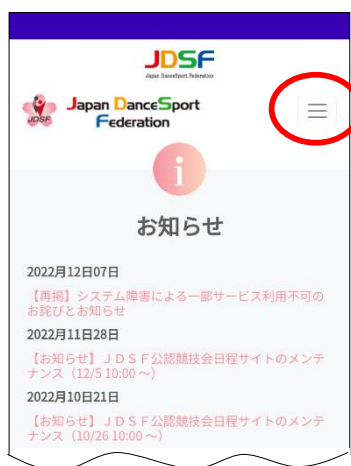 JDSF
Japan DanceSport Federation
JDSF
Japan DanceSport
Federation
i
お知らせ
2022月12日07日
【再掲】システム障害による一部サービス利用不可の
お詫びとお知らせ
2022月11日28日
【お知らせ】ＪＤＳＦ公認競技会日程サイトのメンテ
ナンス（12/5 10:00～）
2022月10日21日
【お知らせ】ＪＤＳＦ公認競技会日程サイトのメンテ
ナンス（10/26 10:00～）